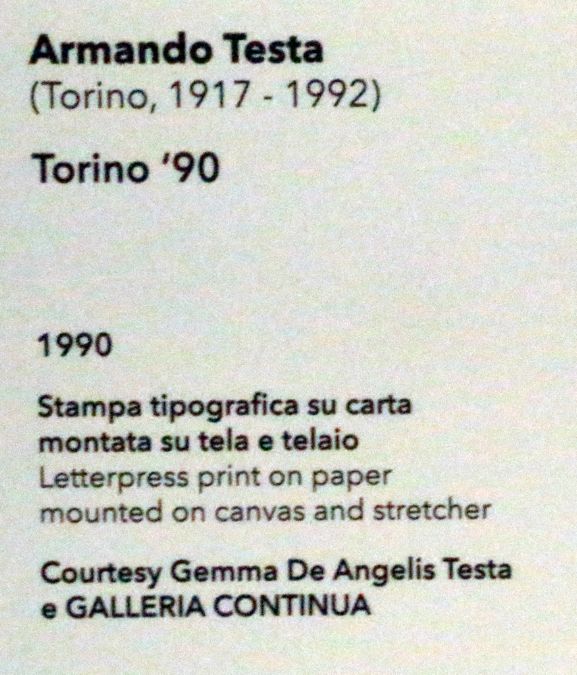 Armando Testa
(Torino, 1917 - 1992)
Torino '90
1990
Stampa tipografica su carta
montata su tela e telaio
Letterpress print on paper
mounted on canvas and stretcher
Courtesy Gemma De Angelis Testa
e GALLERIA CONTINUA